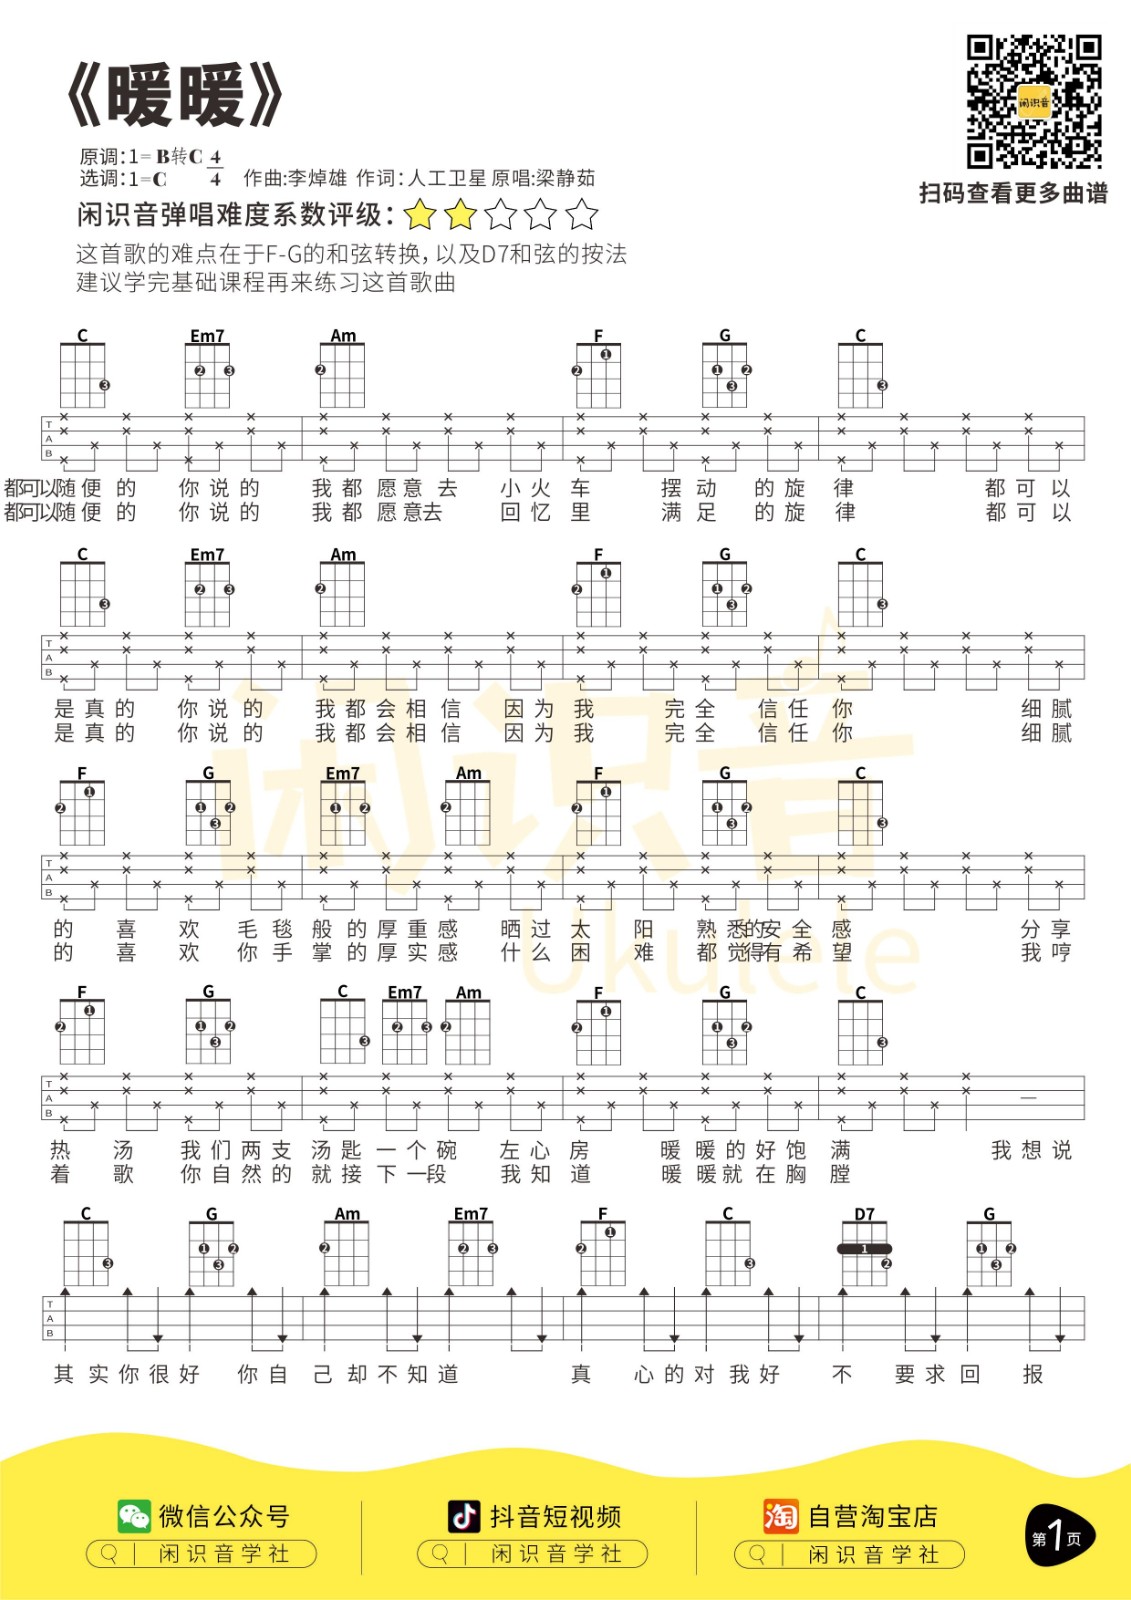 《暖暖》
原调:1=B转C 4/4
选调:1=C 作曲:李焯雄 作词:人工卫星 原唱:梁静茹
闲识音弹唱难度系数评级:
这首歌的难点在于F-G的和弦转换,以及D7和弦的按法
建议学完基础课程再来练习这首歌曲
闲识音
扫码查看更多曲谱
C Em7 Am F G C
T A B
都可以随便的 你说的 我都愿意去 小火车 摆动的旋律 都可以
都可以随便的 你说的 我都愿意去 回忆里 满足的旋律 都可以
C Em7 Am F G C
T A B
是真的 你说的 我都会相信 因为我 完全信任你 细腻
是真的 你说的 我都会相信 因为我 完全信任你 细腻
F G Em7 Am F G C
T A B
的喜欢 毛毯般的厚重感 晒过太阳 熟悉的安全感 分享
的喜欢 你手掌的厚实感 什么困难 都觉得有希望 我哼
F G C Em7 Am F G C
T A B
热汤 我们两支汤匙一个碗 左心房 暖暖的好饱满 我想说
着歌 你自然的就接下一段 我知道 暖暖就在胸膛
C G Am Em7 F C D7 G
T A B
其实你很好 你自己却不知道 真心的对我好 不要求回报
闲识音
Ukulele
微信公众号 抖音短视频 淘 自营淘宝店
闲识音学社 闲识音学社 闲识音学社
第1页